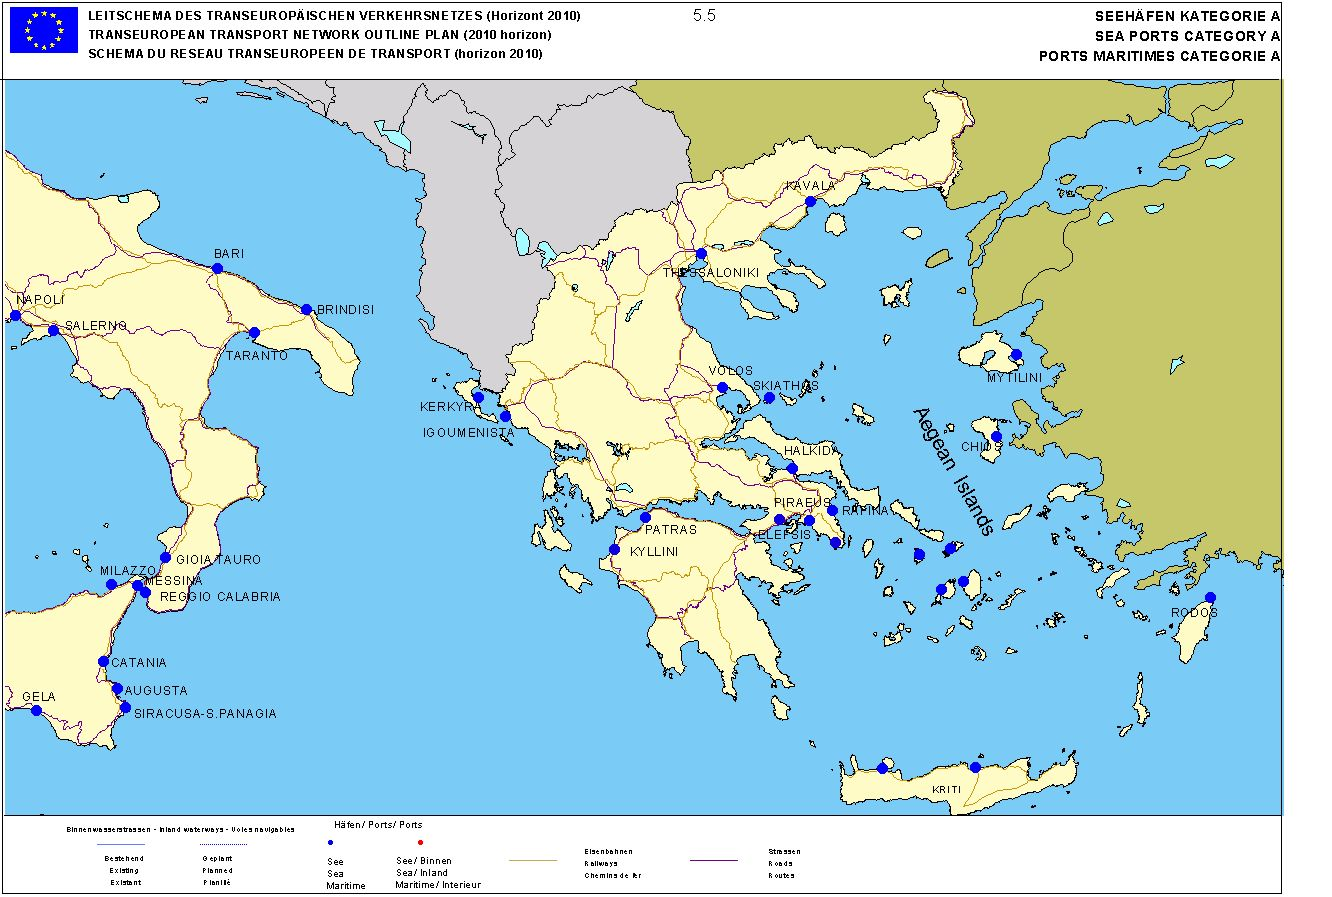 LEITSCHEMA DES TRANSEUROPÄISCHEN VERKEHRSNETZES (Horizont 2010)
TRANSEUROPEAN TRANSPORT NETWORK OUTLINE PLAN (2010 horizon)
SCHEMA DU RESEAU TRANSEUROPEEN DE TRANSPORT (horizon 2010)
5.5
SEEHÄFEN KATEGORIE A
SEA PORTS CATEGORY A
PORTS MARITIMES CATEGORIE A
KAVALA
BARI
THESSALONIKI
NAPOLI
BRINDISI
SALERNO
TARANTO
VOLOS
MYTILINI
SKIATHOS
KERKYRA
IGOUMENISTA
Aegean Islands
CHIOS
HALKIDA
PIRAEUS
RAFINA
PATRAS
ELEFSIS
KYLLINI
GIOIA TAURO
MILAZZO
MESSINA
REGGIO CALABRIA
RODOS
CATANIA
AUGUSTA
GELA
SIRACUSA-S.PANAGIA
KRITI
Binnenwasserstrassen - Inland waterways - Voies navigables
Bestehend
Existing
Existant
Geplant
Planned
Planifié
Häfen/ Ports/ Ports
See
Sea
Maritime
See/ Binnen
Sea/ Inland
Maritime/ Interieur
Eisenbahnen
Railways
Chemins de fer
Strassen
Roads
Routes